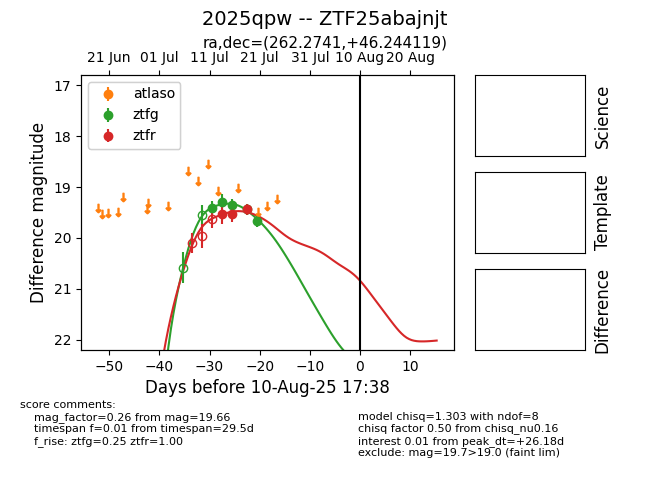 2025qpw -- ZTF25abajnjt
ra,dec=(262.2741,+46.244119)
21 Jun 01 Jul 11 Jul 21 Jul 31 Jul 10 Aug 20 Aug
atlaso
ztfg
ztfr
17
18
19
20
21
22
Difference magnitude
−50 −40 −30 −20 −10 0 10
Days before 10-Aug-25 17:38
Science
Template
Difference
score comments:
mag_factor=0.26 from mag=19.66
timespan f=0.01 from timespan=29.5d
f_rise: ztfg=0.25 ztfr=1.00
model chisq=1.303 with ndof=8
chisq factor 0.50 from chisq_nu0.16
interest 0.01 from peak_dt=+26.18d
exclude: mag=19.7>19.0 (faint lim)